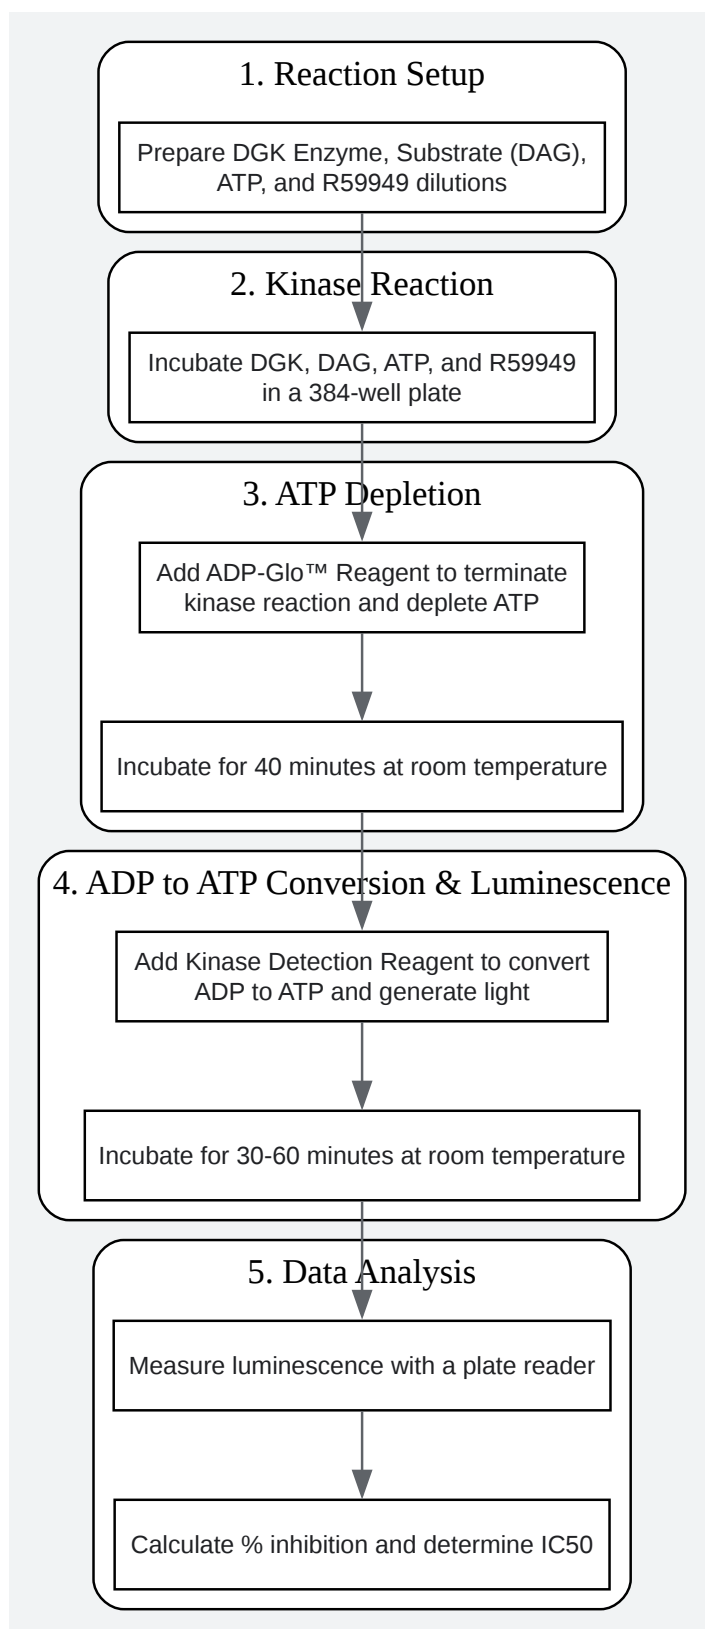 1. Reaction Setup
Prepare DGK Enzyme, Substrate (DAG),
ATP, and R59949 dilutions
2. Kinase Reaction
Incubate DGK, DAG, ATP, and R59949
in a 384-well plate
3. ATP Depletion
Add ADP-Glo™ Reagent to terminate
kinase reaction and deplete ATP
Incubate for 40 minutes at room temperature
4. ADP to ATP Conversion & Luminescence
Add Kinase Detection Reagent to convert
ADP to ATP and generate light
Incubate for 30-60 minutes at room temperature
5. Data Analysis
Measure luminescence with a plate reader
Calculate % inhibition and determine IC50